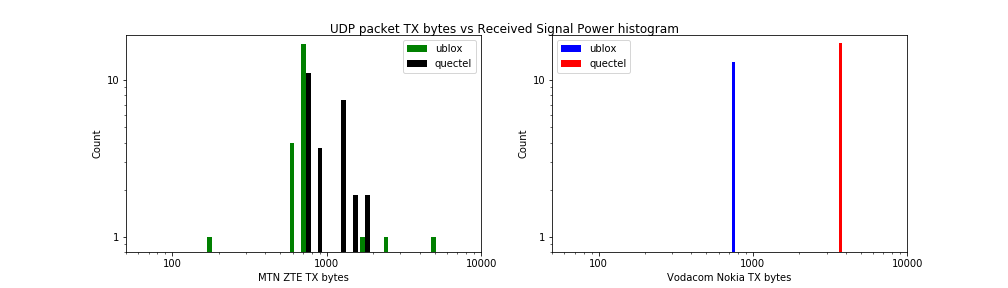 UDP packet TX bytes vs Received Signal Power histogram
ublox
quectel
10
1
Count
100
1000
10000
MTN ZTE TX bytes
ublox
quectel
10
1
Count
100
1000
10000
Vodacom Nokia TX bytes